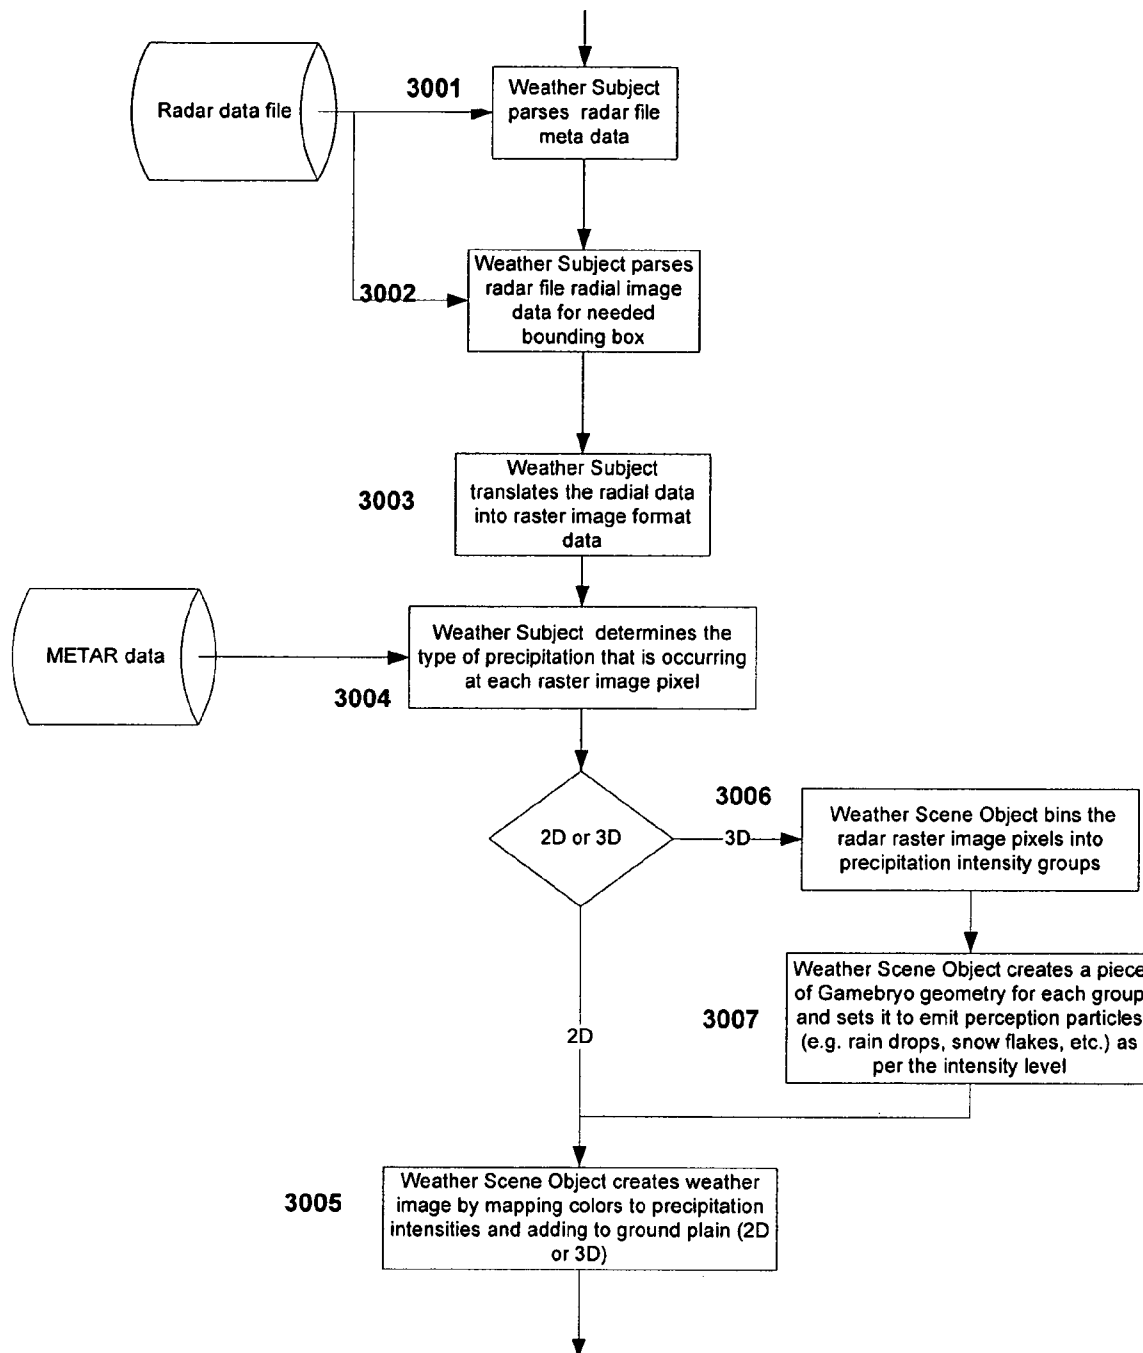 Radar data file
3001
Weather Subject
parses radar file
meta data
3002
Weather Subject parses
radar file radial image
data for needed
bounding box
3003
Weather Subject
translates the radial data
into raster image format
data
METAR data
3004
Weather Subject determines the
type of precipitation that is occurring
at each raster image pixel
2D or 3D
3D
3006
Weather Scene Object bins the
radar raster image pixels into
precipitation intensity groups
2D
3007
Weather Scene Object creates a piece
of Gamebryo geometry for each group
and sets it to emit perception particles
(e.g. rain drops, snow flakes, etc.) as
per the intensity level
3005
Weather Scene Object creates weather
image by mapping colors to precipitation
intensities and adding to ground plain (2D
or 3D)